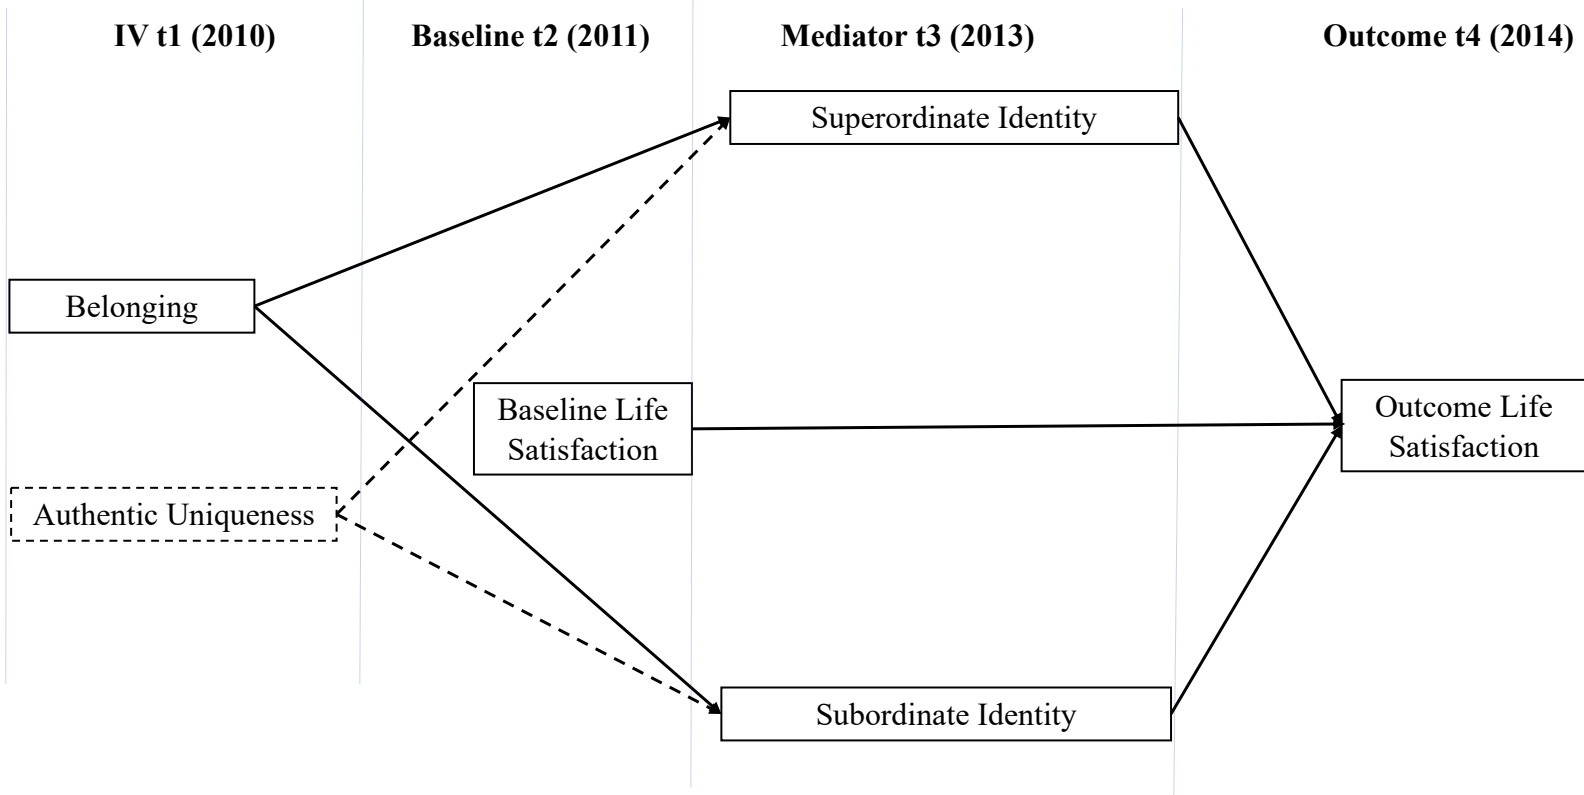 IV t1 (2010)
Baseline t2 (2011)
Mediator t3 (2013)
Outcome t4 (2014)
Superordinate Identity
Belonging
Baseline Life
Satisfaction
Outcome Life
Satisfaction
Authentic Uniqueness
Subordinate Identity